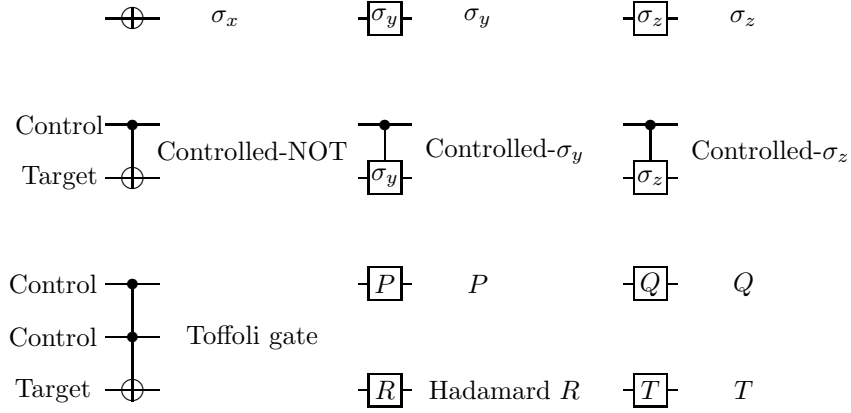 σ_x σ_y σ_y σ_z σ_z
Control
Controlled-NOT Controlled-σ_y Controlled-σ_z
Target σ_y σ_z
Control P P Q Q
Control Toffoli gate
Target R Hadamard R T T